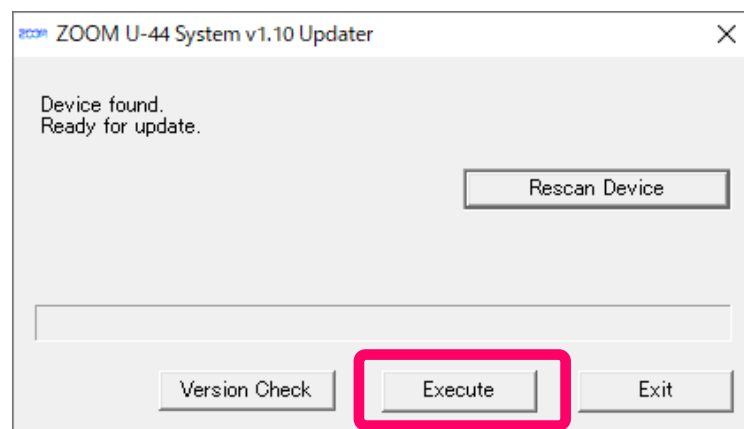 ZOOM ZOOM U-44 System v1.10 Updater
Device found.
Ready for update.
Rescan Device
Version Check
Execute
Exit